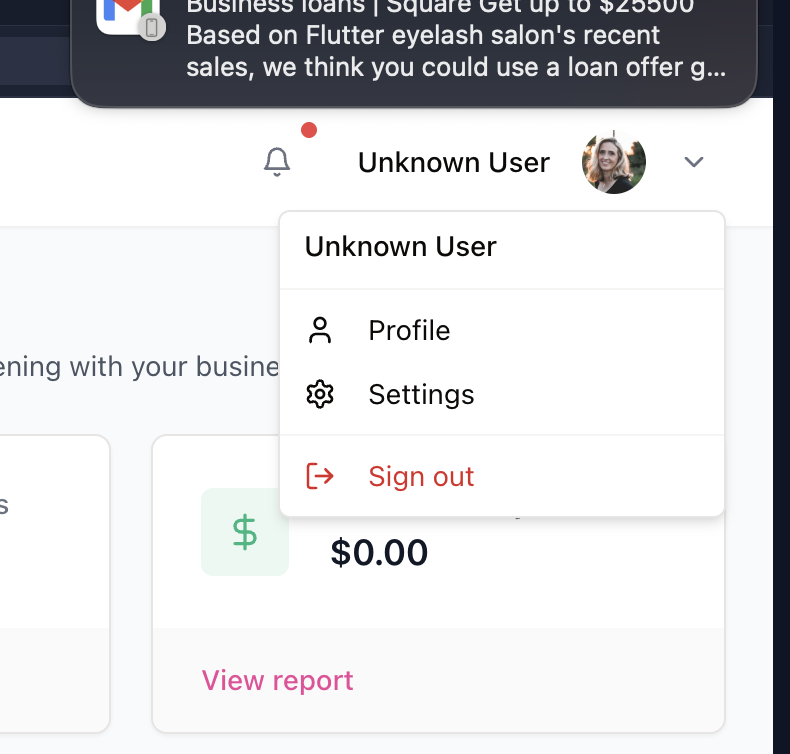 Business loans | Square Get up to $25500
Based on Flutter eyelash salon's recent
sales, we think you could use a loan offer g...
Unknown User
Unknown User
Profile
ening with your busine
Settings
Sign out
s
$0.00
View report